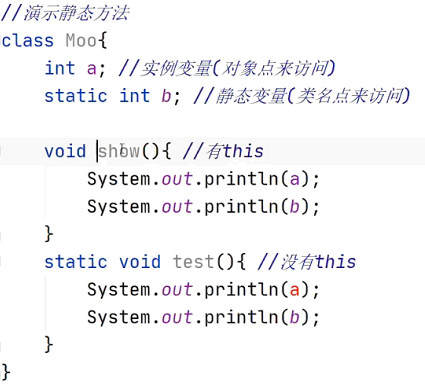 //演示静态方法
class Moo{
    int a; //实例变量(对象点来访问)
    static int b; //静态变量(类名点来访问)
    void show(){ //有this
        System.out.println(a);
        System.out.println(b);
    }
    static void test(){ //没有this
        System.out.println(a);
        System.out.println(b);
    }
}